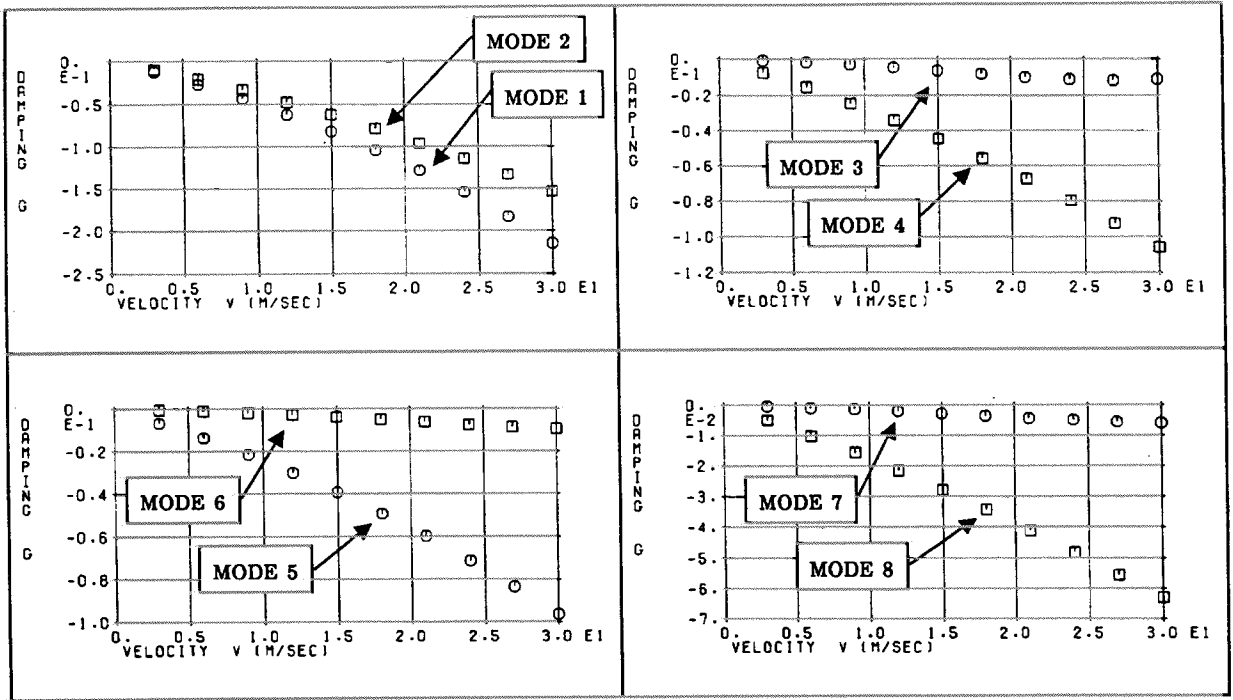 DAMPING G
0.
E-1
-0.5
-1.0
-1.5
-2.0
-2.5
MODE 2
MODE 1
0. 0.5 1.0 1.5 2.0 2.5 3.0 E1
VELOCITY V (M/SEC)
DAMPING G
0.
E-1
-0.2
-0.4
-0.6
-0.8
-1.0
-1.2
MODE 3
MODE 4
0. 0.5 1.0 1.5 2.0 2.5 3.0 E1
VELOCITY V (M/SEC)
DAMPING G
0.
E-1
-0.2
-0.4
-0.6
-0.8
-1.0
MODE 6
MODE 5
0. 0.5 1.0 1.5 2.0 2.5 3.0 E1
VELOCITY V (M/SEC)
DAMPING G
0.
E-2
-1.
-2.
-3.
-4.
-5.
-6.
-7.
MODE 7
MODE 8
0. 0.5 1.0 1.5 2.0 2.5 3.0 E1
VELOCITY V (M/SEC)